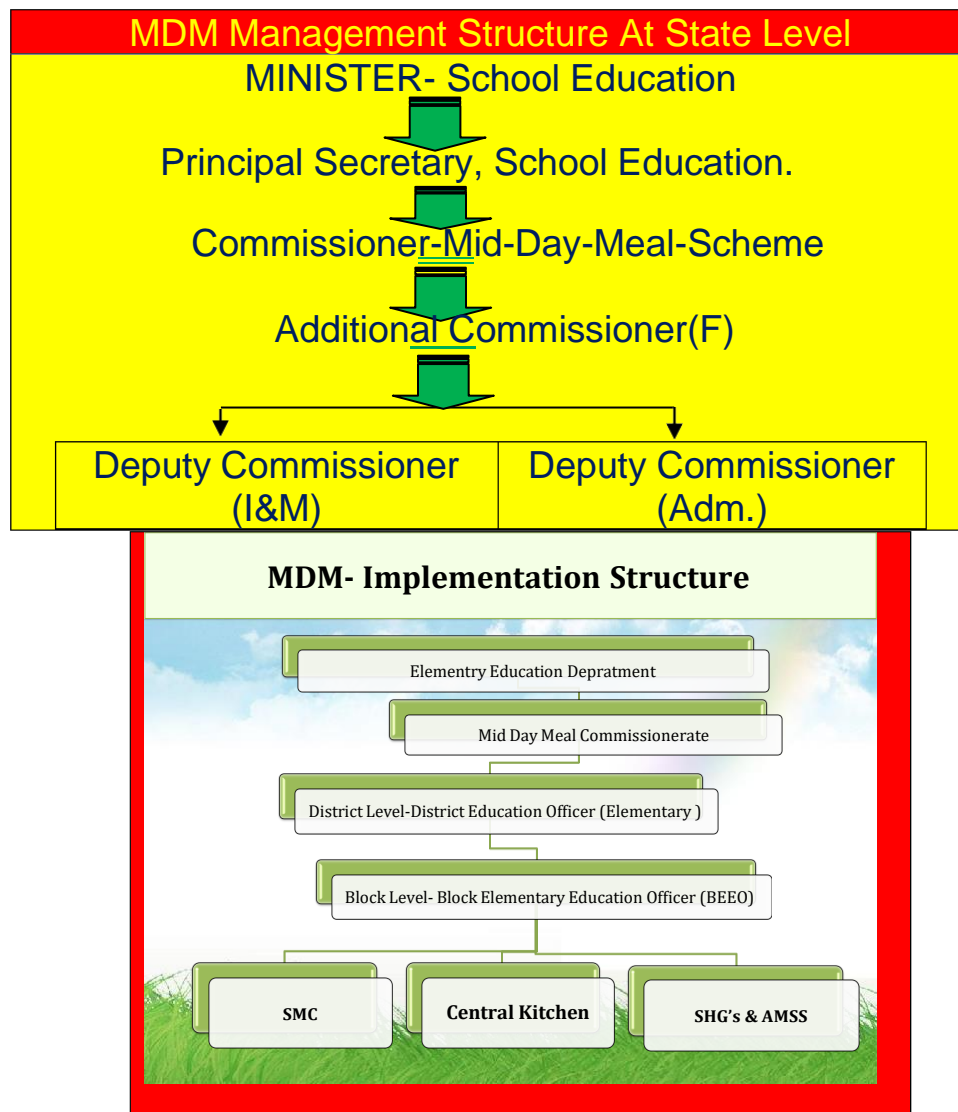 MDM Management Structure At State Level
MINISTER- School Education
Principal Secretary, School Education.
Commissioner-Mid-Day-Meal-Scheme
Additional Commissioner(F)
Deputy Commissioner
(I&M)
Deputy Commissioner
(Adm.)
MDM- Implementation Structure
Elementry Education Depratment
Mid Day Meal Commissionerate
District Level-District Education Officer (Elementary )
Block Level- Block Elementary Education Officer (BEEO)
SMC
Central Kitchen
SHG's & AMSS